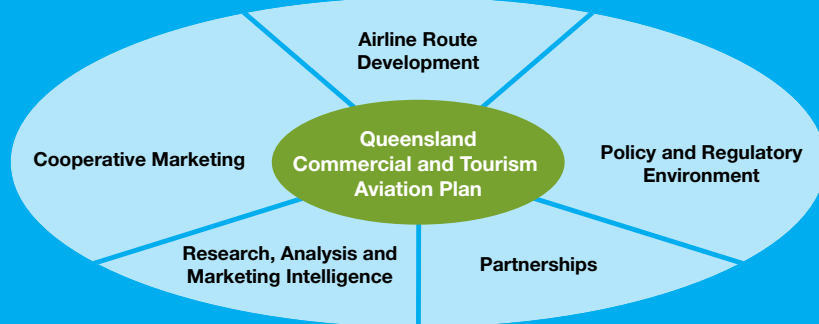 Airline Route
Development
Cooperative Marketing
Queensland
Commercial and Tourism
Aviation Plan
Policy and Regulatory
Environment
Research, Analysis and
Marketing Intelligence
Partnerships